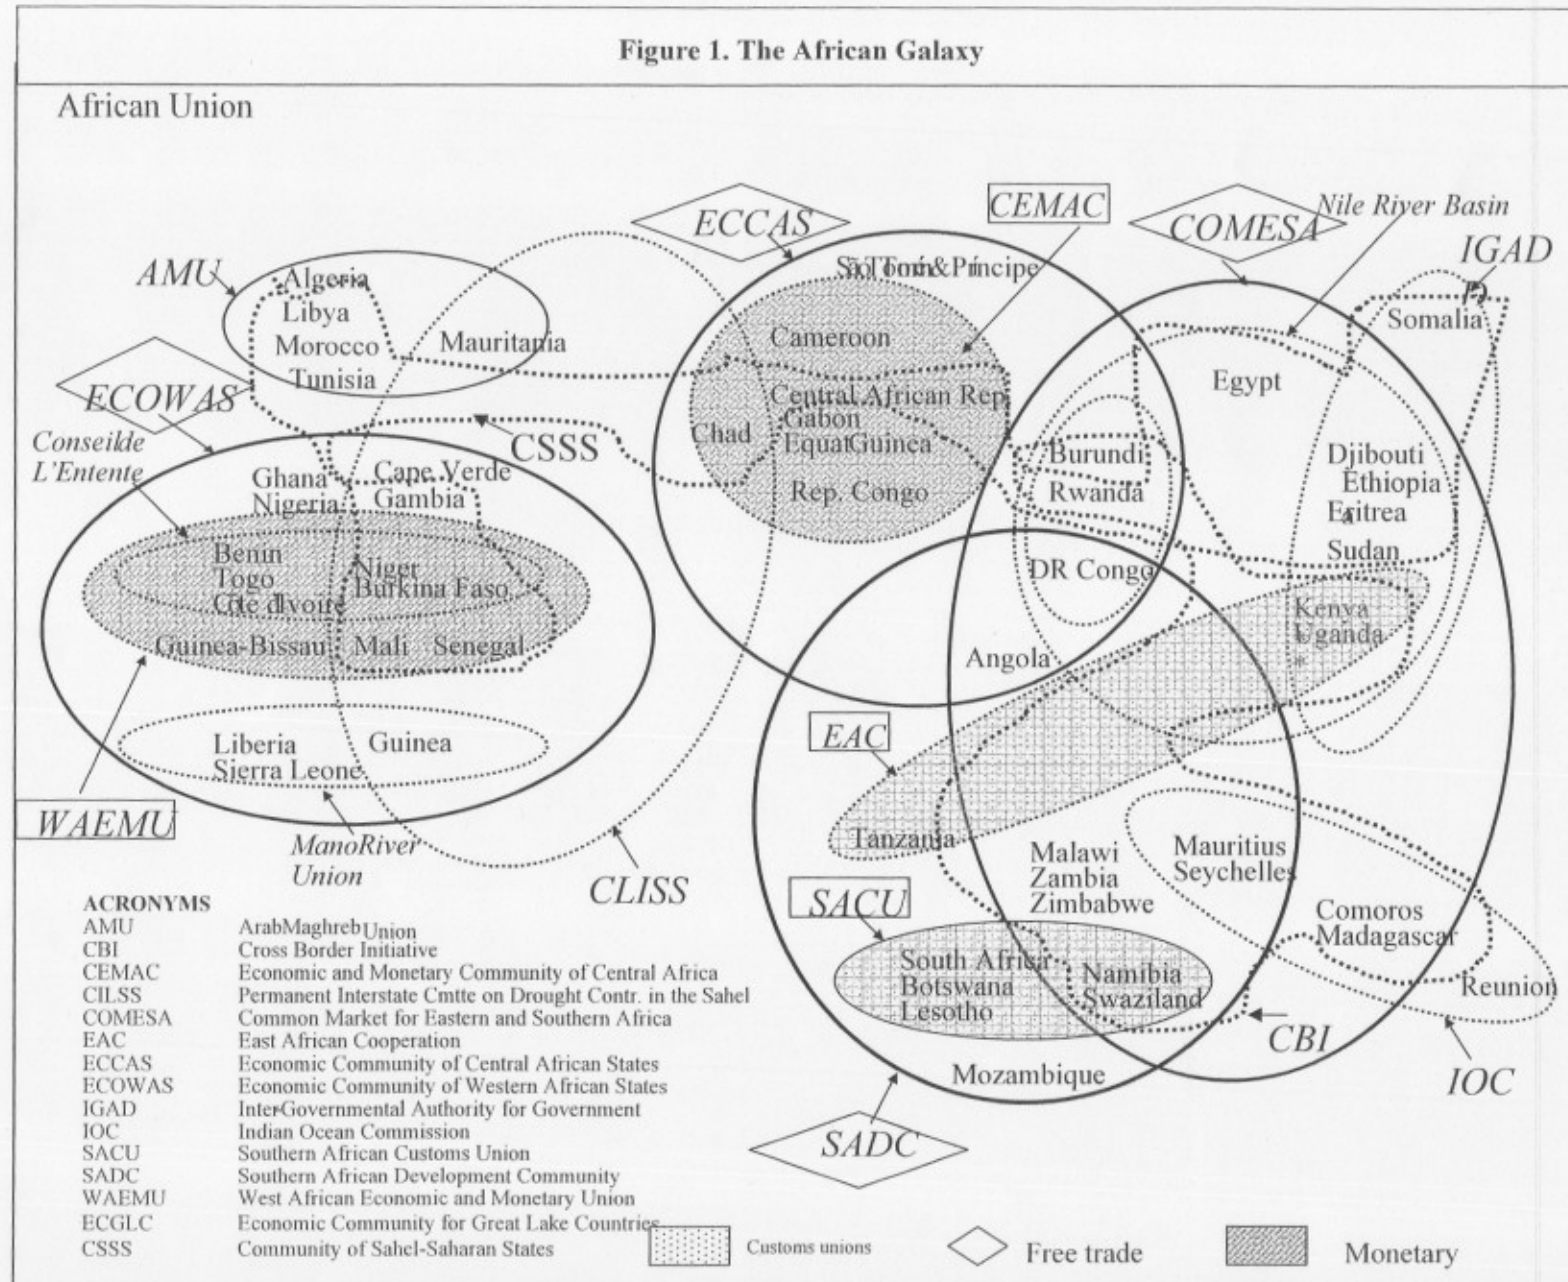 Figure 1. The African Galaxy
African Union
ECCAS
CEMAC
COMESA
Nile River Basin
IGAD
AMU
Algeria
Libya
Morocco
Tunisia
Mauritania
Cameroon
Central African Rep
Gabon
Chad
Rep. Congo
Egypt
Somalia
Burundi
Rwanda
DR Congo
Djibouti
Ethiopia
Eritrea
Sudan
Kenya
Uganda
*
ECOWAS
Conseilde
L'Entente
CSSS
Ghana
Nigeria
Cape Verde
Gambia
Benin
Togo
Niger
Burkina Faso
Guinea-Bissau
Mali
Senegal
Liberia
Sierra Leone
Guinea
WAEMU
ManoRiver
Union
CLISS
Angola
EAC
Tanzania
SACU
Malawi
Zambia
Zimbabwe
Mauritius
Seychelles
Comoros
Madagascar
Reunion
South Africa
Botswana
Lesotho
Namibia
Swaziland
Mozambique
CBI
IOC
SADC
ACRONYMS
AMU ArabMaghreb Union
CBI Cross Border Initiative
CEMAC Economic and Monetary Community of Central Africa
CILSS Permanent Interstate Cmtte on Drought Contr. in the Sahel
COMESA Common Market for Eastern and Southern Africa
EAC East African Cooperation
ECCAS Economic Community of Central African States
ECOWAS Economic Community of Western African States
IGAD Inter-Governmental Authority for Government
IOC Indian Ocean Commission
SACU Southern African Customs Union
SADC Southern African Development Community
WAEMU West African Economic and Monetary Union
ECGLC Economic Community for Great Lake Countries
CSSS Community of Sahel-Saharan States
Customs unions
Free trade
Monetary